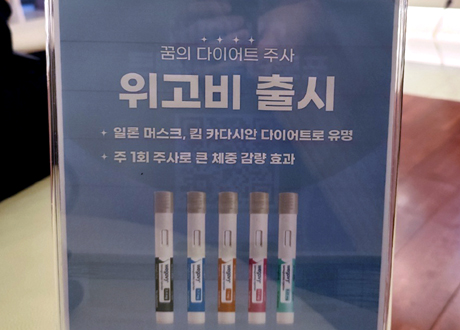 꿈의 다이어트 주사
위고비 출시
일론 머스크, 킴 카다시안 다이어트로 유명
주 1회 주사로 큰 체중 감량 효과